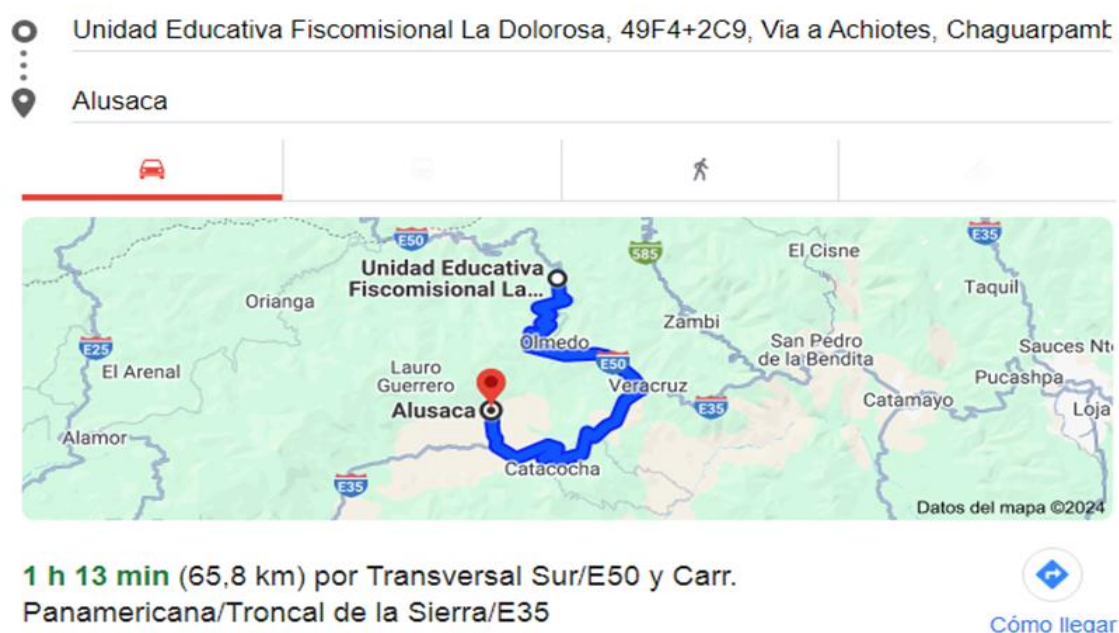 Unidad Educativa Fiscomisional La Dolorosa, 49F4+2C9, Via a Achiotes, Chaguarpamb
Alusaca
E50
585
E35
El Cisne
Unidad Educativa
Fiscomisional La...
Orianga
Taquil
Zambi
E25
Olmedo
San Pedro
de la Bendita
Sauces Nt
El Arenal
Lauro
Guerrero
E50
Veracruz
Pucashpa
Alusaca
E35
Catamayo
Loja
Alamor
Catacocha
E35
Datos del mapa ©2024
1 h 13 min (65,8 km) por Transversal Sur/E50 y Carr.
Panamericana/Troncal de la Sierra/E35
Cómo llegar